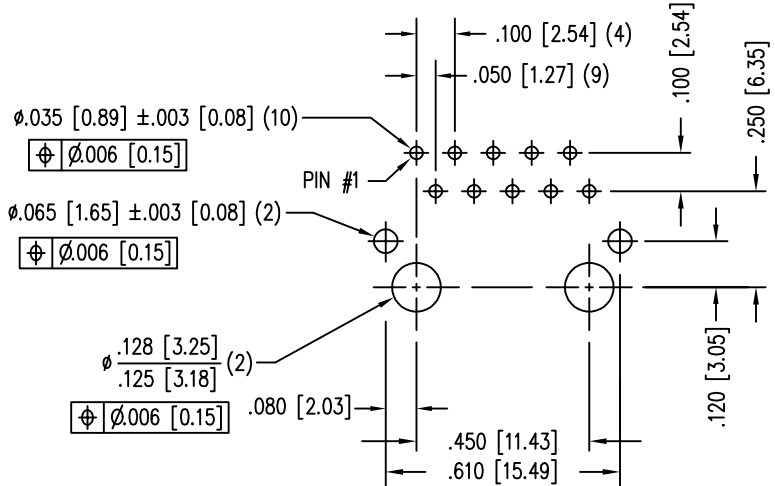 .100 [2.54] (4)
.050 [1.27] (9)
.100 [2.54]
.250 [6.35]
ø.035 [0.89] ±.003 [0.08] (10)
⌖ Ø.006 [0.15]
PIN #1
ø.065 [1.65] ±.003 [0.08] (2)
⌖ Ø.006 [0.15]
ø .128 [3.25]
.125 [3.18] (2)
⌖ Ø.006 [0.15]
.080 [2.03]
.120 [3.05]
.450 [11.43]
.610 [15.49]